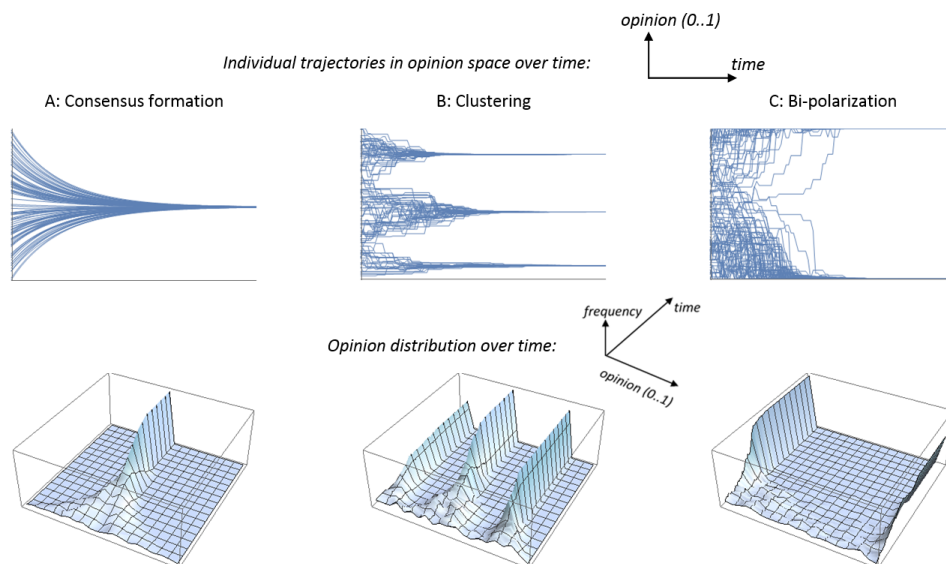 opinion (0..1)
Individual trajectories in opinion space over time:
time
A: Consensus formation
B: Clustering
C: Bi-polarization
frequency
time
Opinion distribution over time:
opinion (0..1)